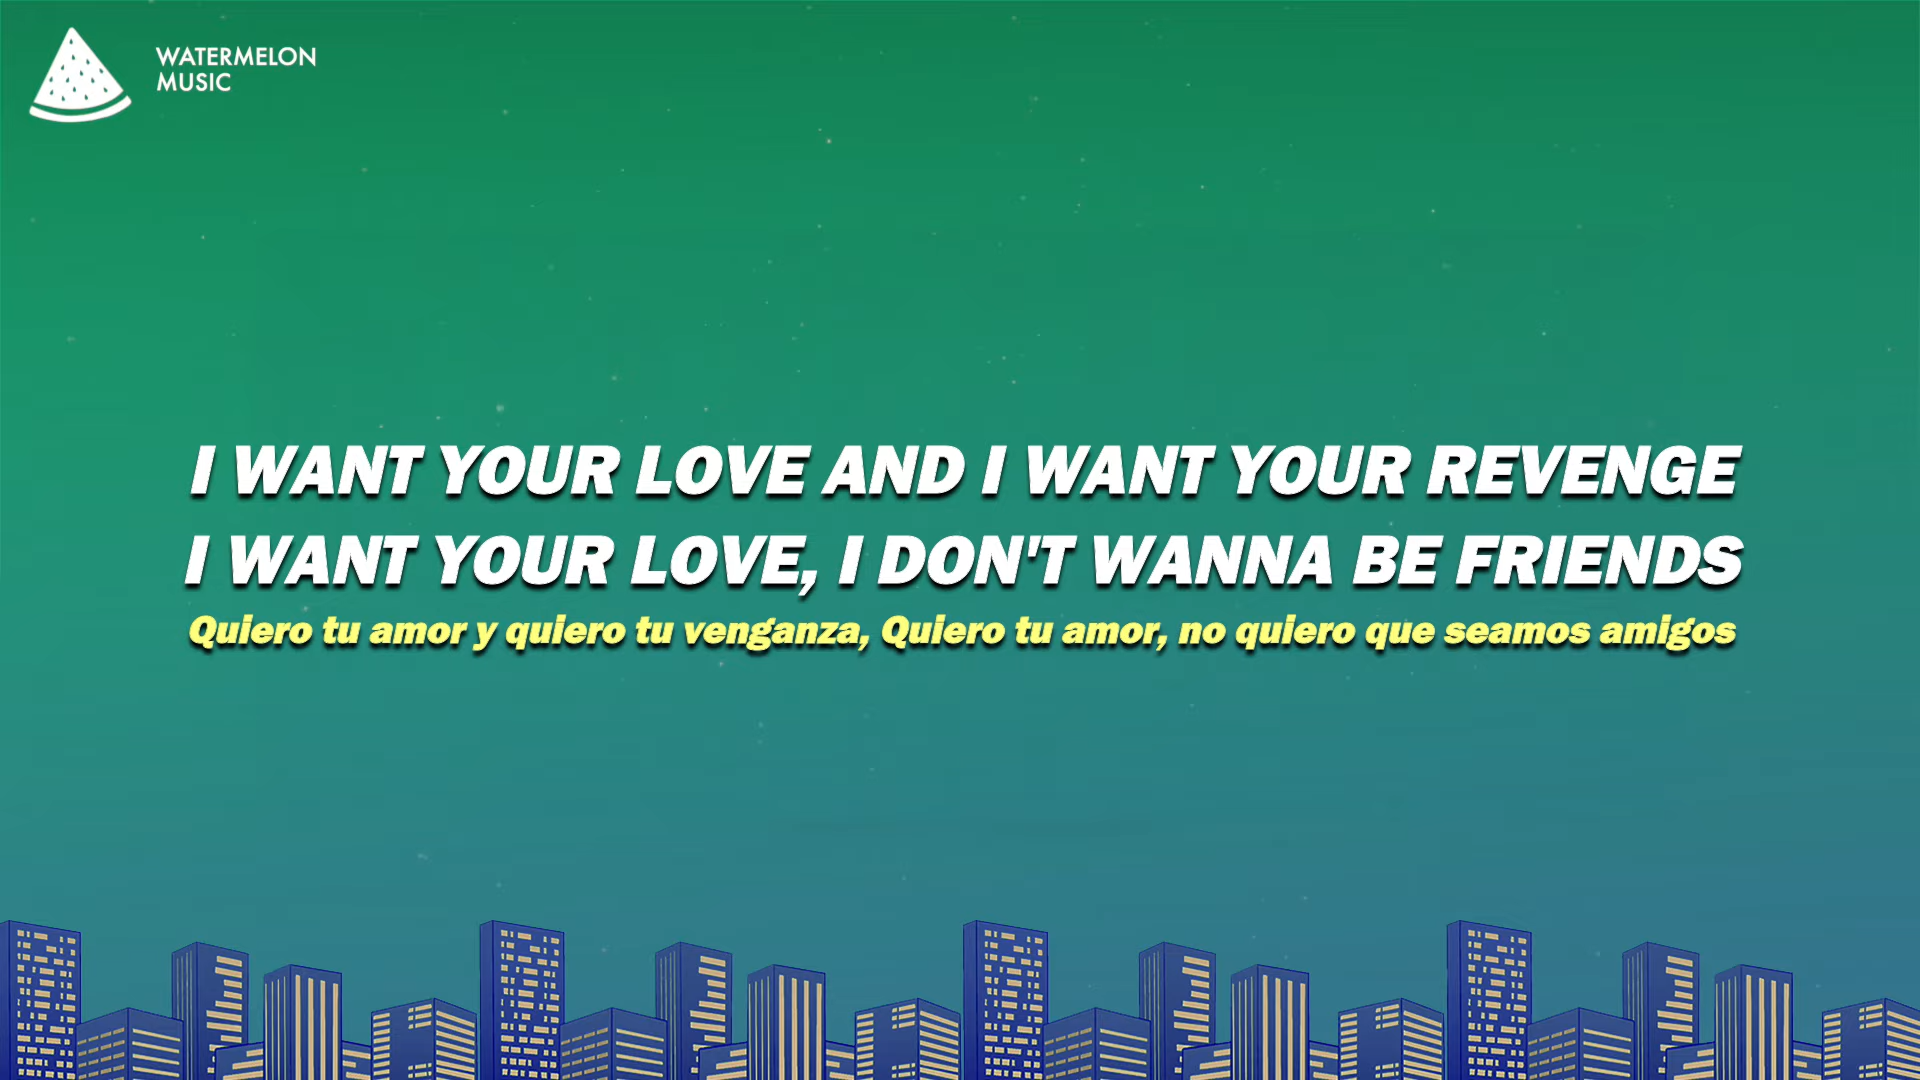 WATERMELON
MUSIC
I WANT YOUR LOVE AND I WANT YOUR REVENGE
I WANT YOUR LOVE, I DON'T WANNA BE FRIENDS
Quiero tu amor y quiero tu venganza, Quiero tu amor, no quiero que seamos amigos